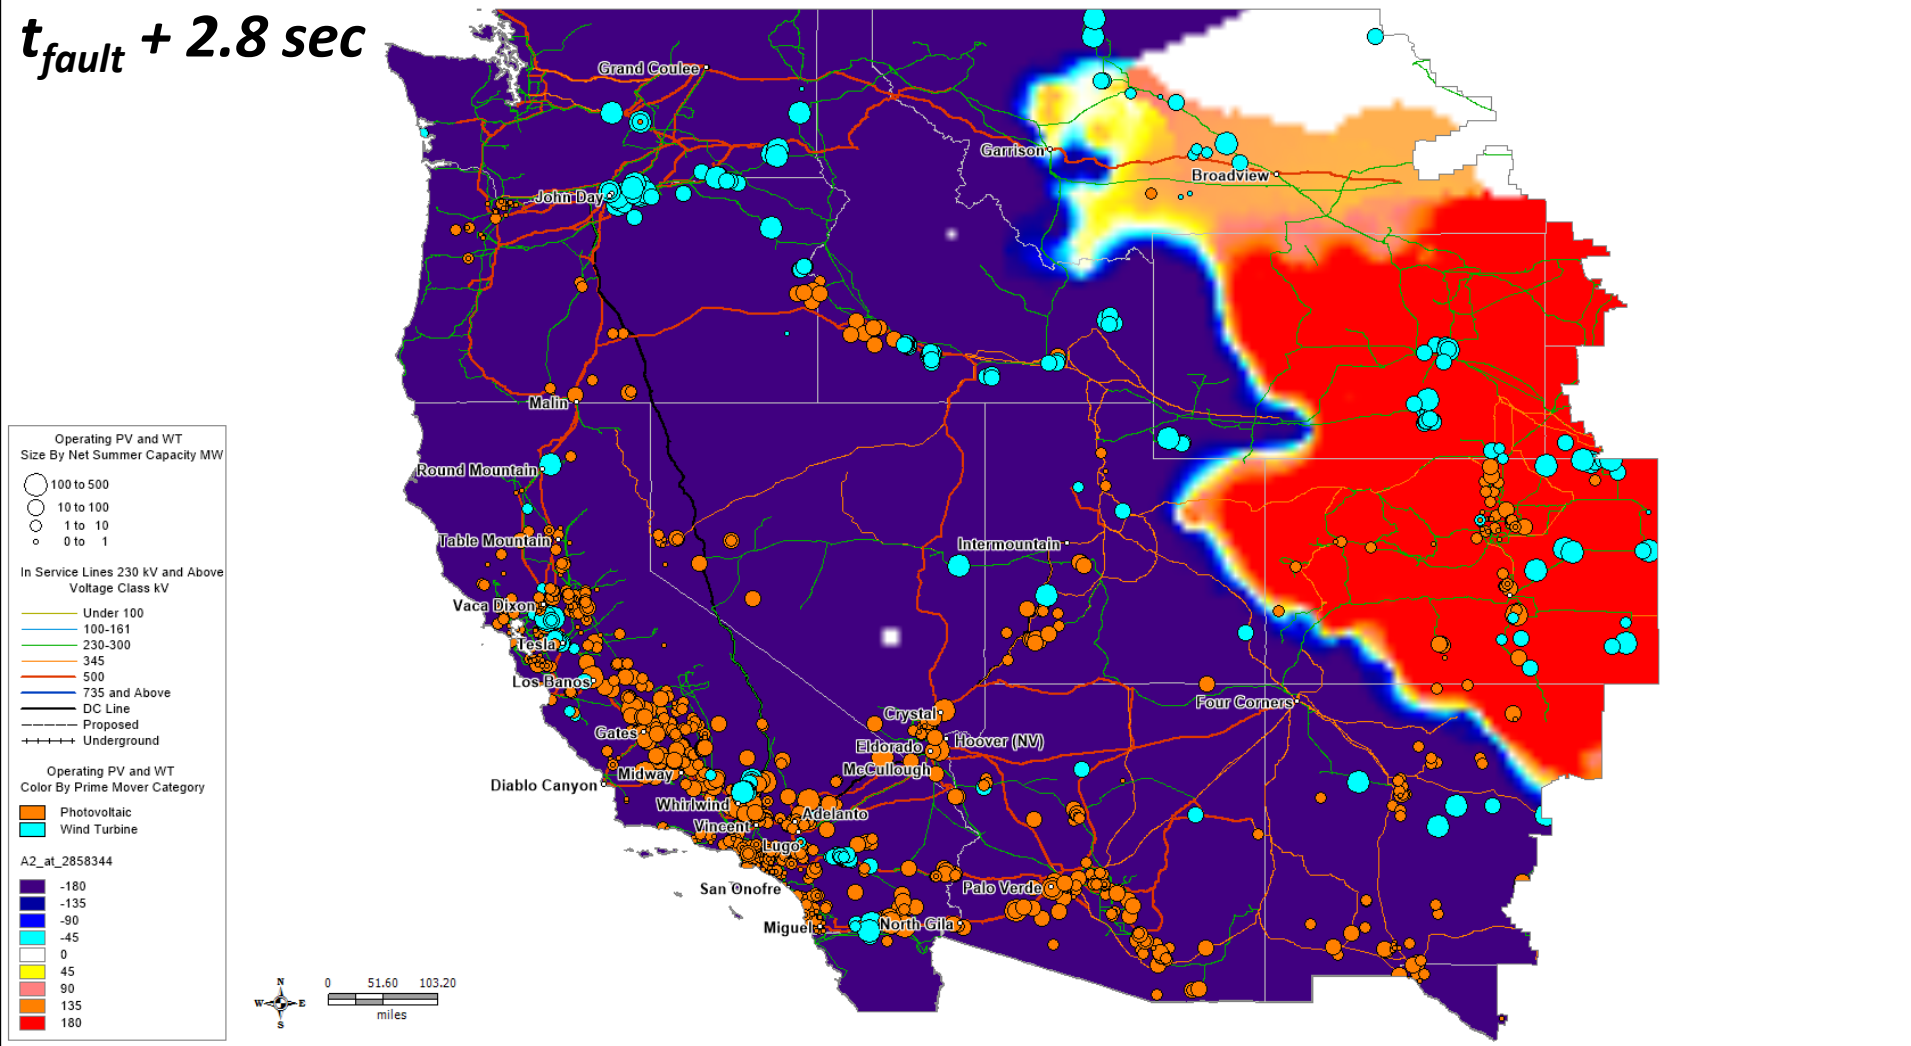 t_fault + 2.8 sec
Grand Coulee
Garrison
Broadview
John Day
Malin
Round Mountain
Table Mountain
Intermountain
Vaca Dixon
Tesla
Los Banos
Four Corners
Crystal
Gates
Hoover (NV)
Eldorado
McCullough
Midway
Diablo Canyon
Whirlwind
Adelanto
Vincent
Lugo
San Onofre
Palo Verde
Miguel
North Gila
Operating PV and WT
Size By Net Summer Capacity MW
100 to 500
10 to 100
1 to 10
0 to 1
In Service Lines 230 kV and Above
Voltage Class kV
Under 100
100-161
230-300
345
500
735 and Above
DC Line
Proposed
Underground
Operating PV and WT
Color By Prime Mover Category
Photovoltaic
Wind Turbine
A2_at_2858344
-180
-135
-90
-45
0
45
90
135
180
N
W E
S
0 51.60 103.20
miles